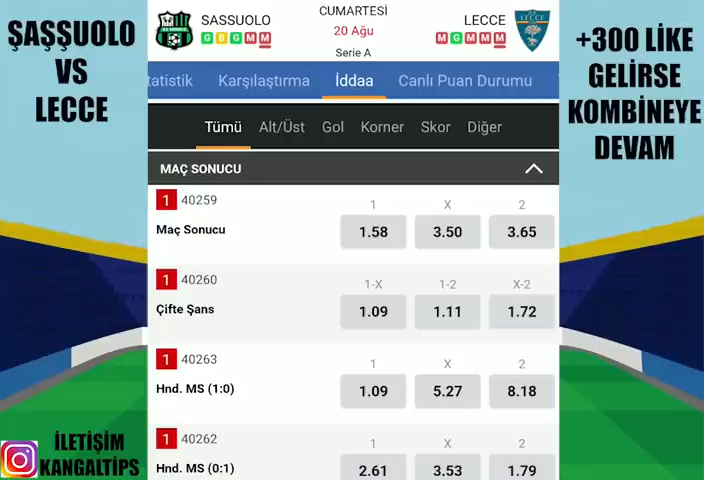 ŞAŞŞUOLO
VS
LECCE
SASSUOLO
G B G M M
CUMARTESİ
20 Ağu
Serie A
LECCE
M G M M M
LECCE
+300 LİKE
GELİRSE
KOMBİNEYE
DEVAM
tatistik Karşılaştırma İddaa Canlı Puan Durumu
Tümü Alt/Üst Gol Korner Skor Diğer
MAÇ SONUCU
1 40259
Maç Sonucu
1 X 2
1.58 3.50 3.65
1 40260
Çifte Şans
1-X 1-2 X-2
1.09 1.11 1.72
1 40263
Hnd. MS (1:0)
1 X 2
1.09 5.27 8.18
1 40262
Hnd. MS (0:1)
1 X 2
2.61 3.53 1.79
İLETİŞİM
KANGALTİPS